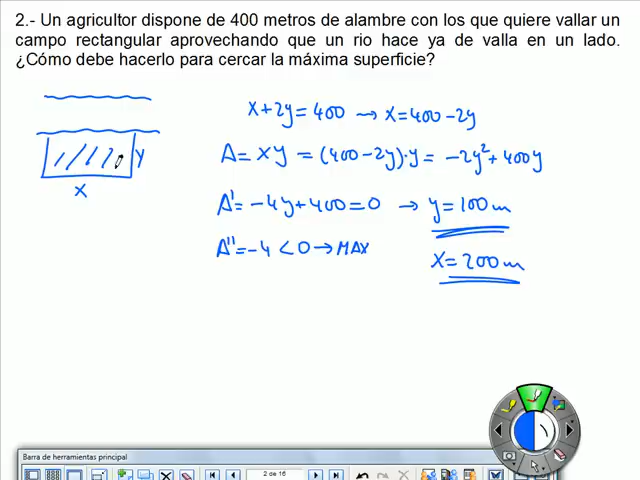 2.- Un agricultor dispone de 400 metros de alambre con los que quiere vallar un
campo rectangular aprovechando que un rio hace ya de valla en un lado.
¿Cómo debe hacerlo para cercar la máxima superficie?
x+2y=400 → x=400-2y
y
x
A=xy = (400-2y)·y = -2y²+400y
A'=-4y+400=0 → y=100m
A''=-4<0→MAX
x=200m
Barra de herramientas principal
2 de 16